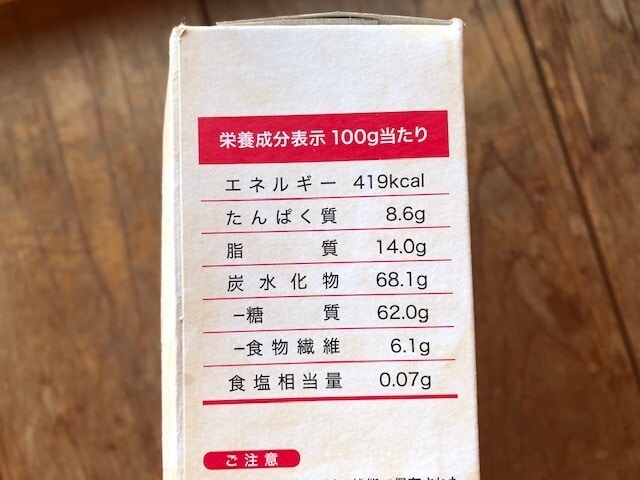 栄養成分表示 100g当たり
エネルギー 419kcal
たんぱく質 8.6g
脂質 14.0g
炭水化物 68.1g
–糖質 62.0g
–食物繊維 6.1g
食塩相当量 0.07g
ご注意